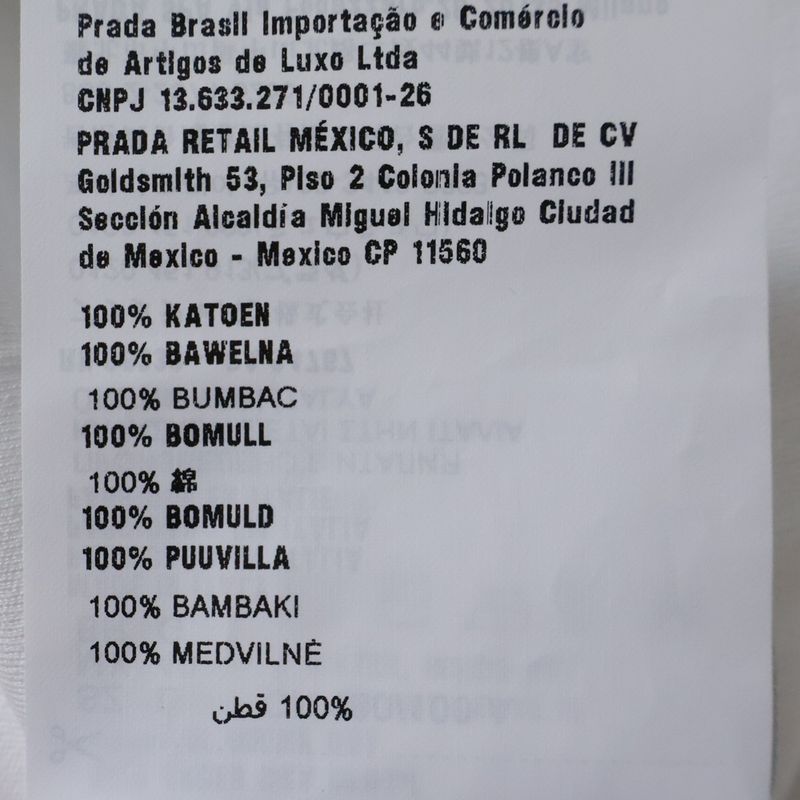 Prada Brasil Importação e Comércio
de Artigos de Luxo Ltda
CNPJ 13.633.271/0001-26
PRADA RETAIL MÉXICO, S DE RL DE CV
Goldsmith 53, Piso 2 Colonia Polanco III
Sección Alcaldía Miguel Hidalgo Ciudad
de Mexico - Mexico CP 11560
100% KATOEN
100% BAWEŁNA
100% BUMBAC
100% BOMULL
100% 綿
100% BOMULD
100% PUUVILLA
100% BAMBAKI
100% MEDVILNĖ
100% قطن